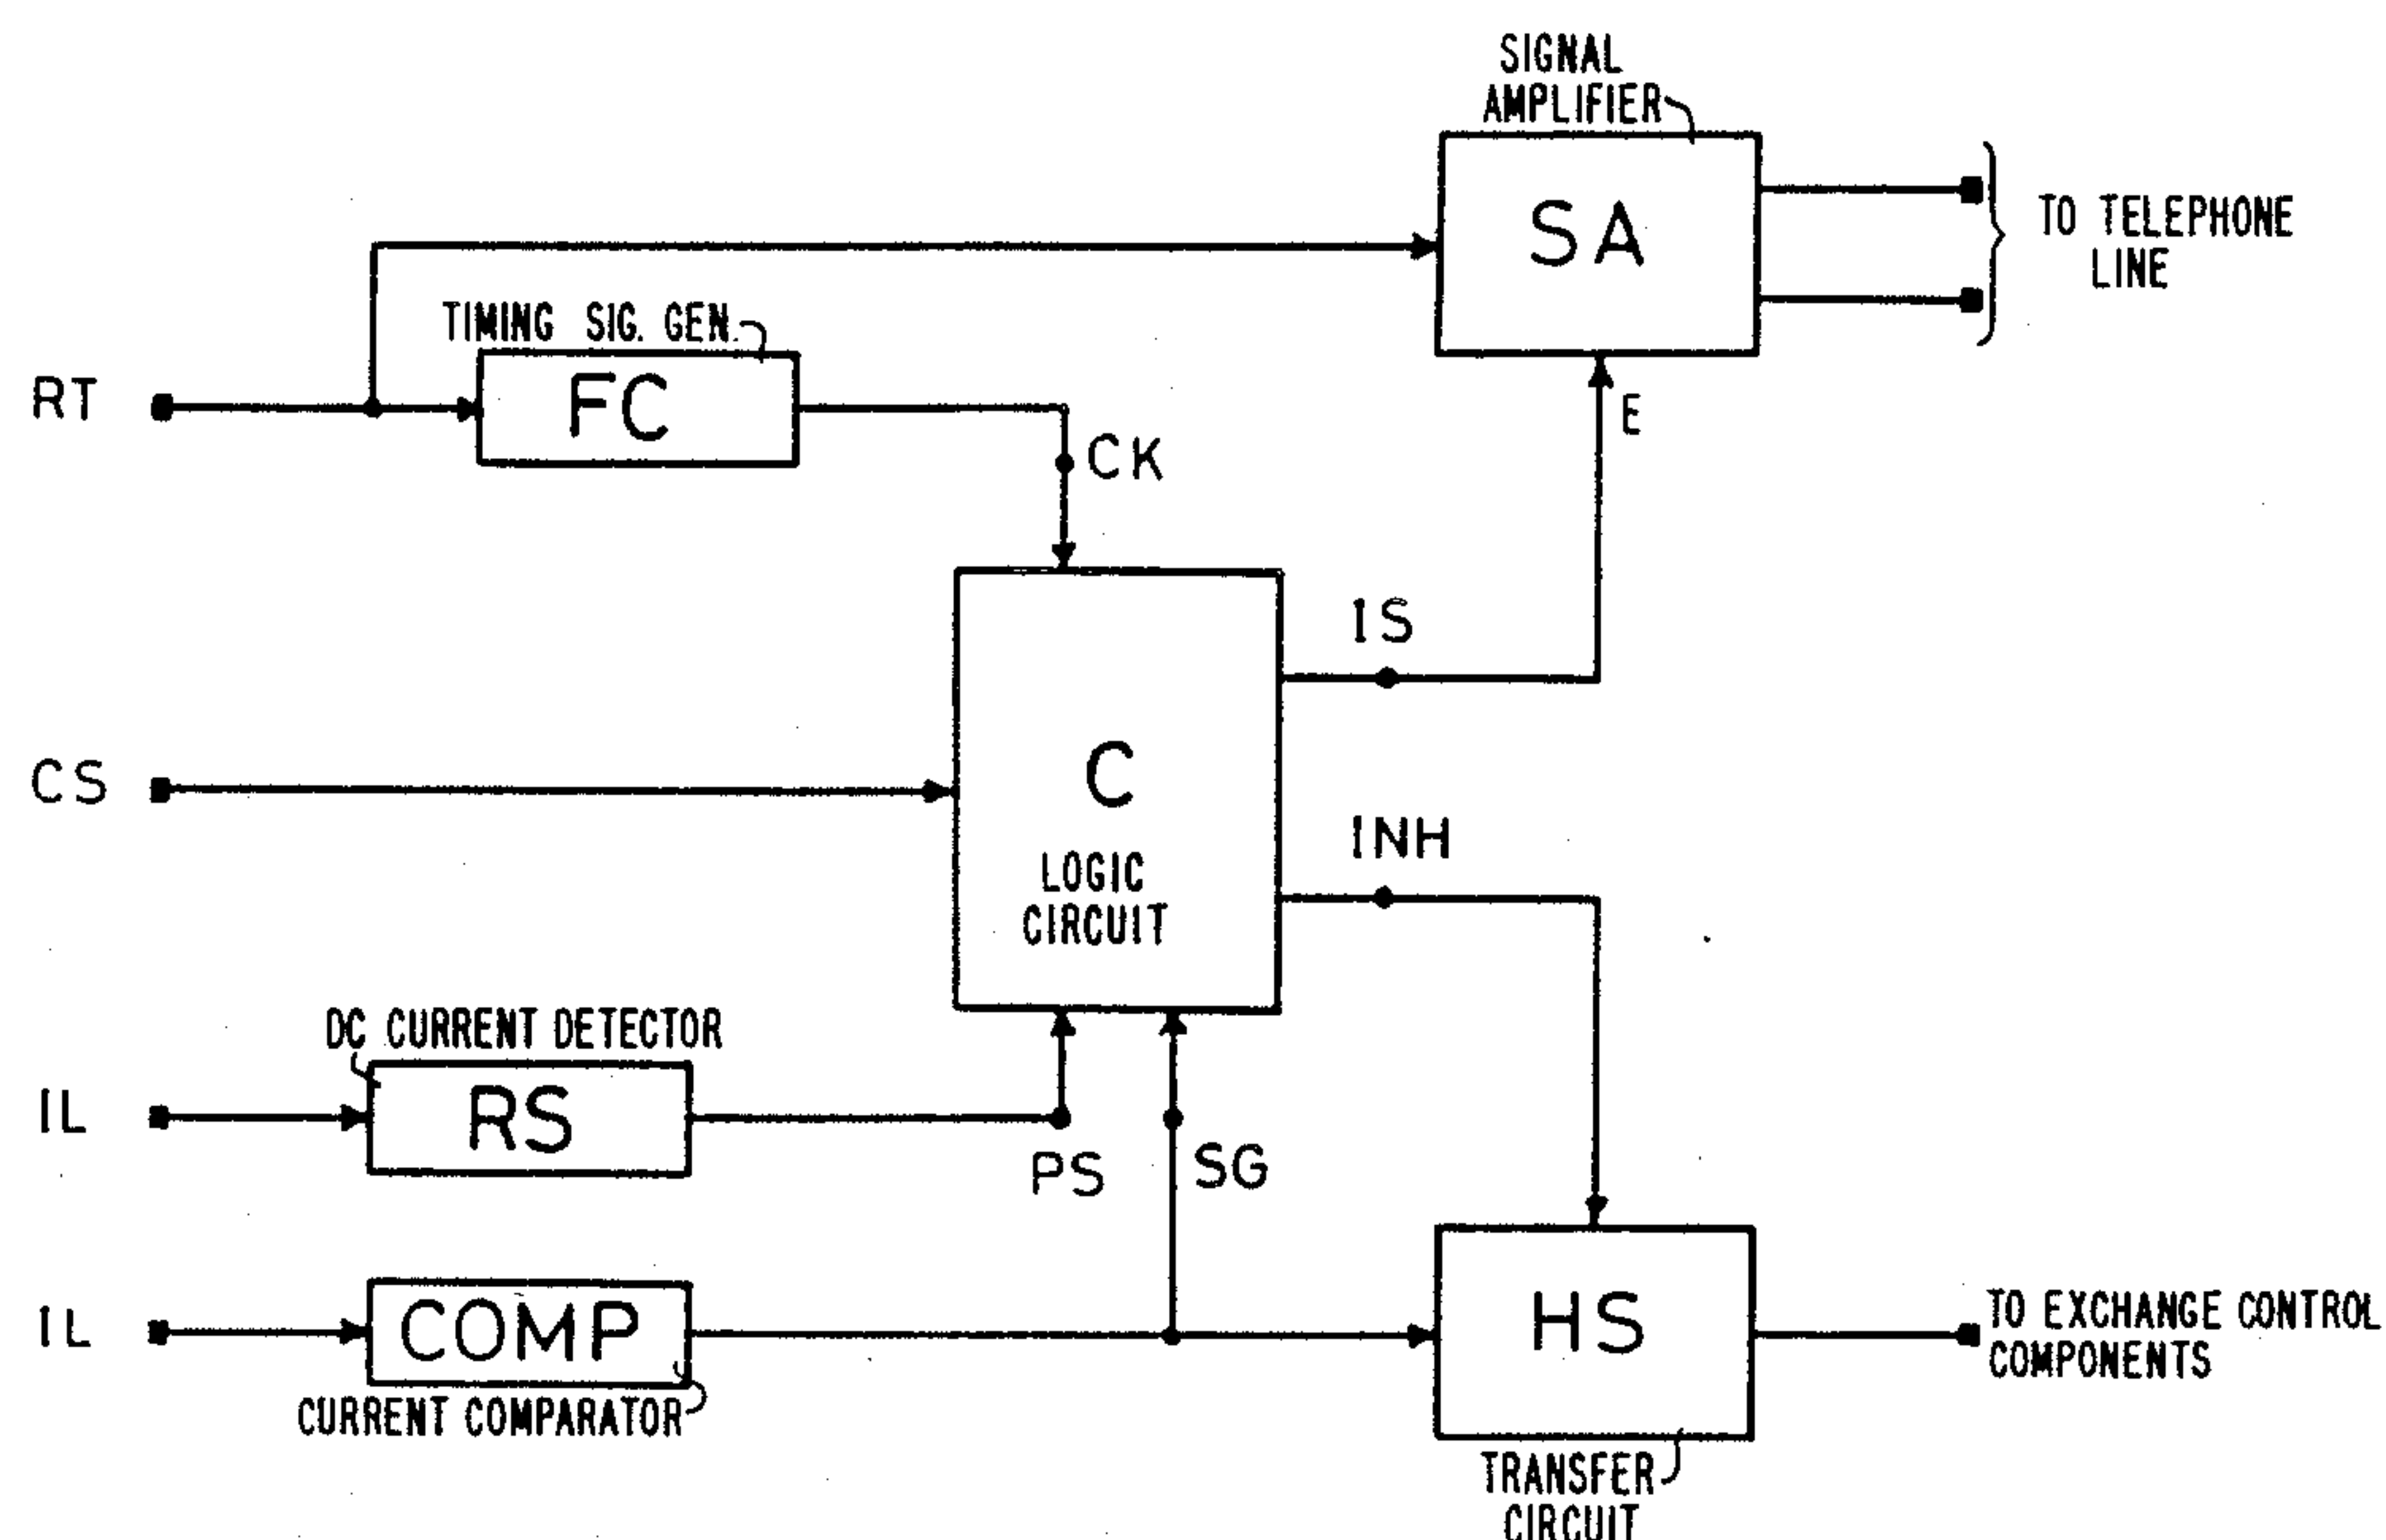 SIGNAL
AMPLIFIER
SA
TO TELEPHONE
LINE
TIMING SIG. GEN.
RT
FC
CK
E
IS
CS
C
LOGIC
CIRCUIT
INH
DC CURRENT DETECTOR
IL
RS
PS
SG
IL
COMP
CURRENT COMPARATOR
HS
TO EXCHANGE CONTROL
COMPONENTS
TRANSFER
CIRCUIT